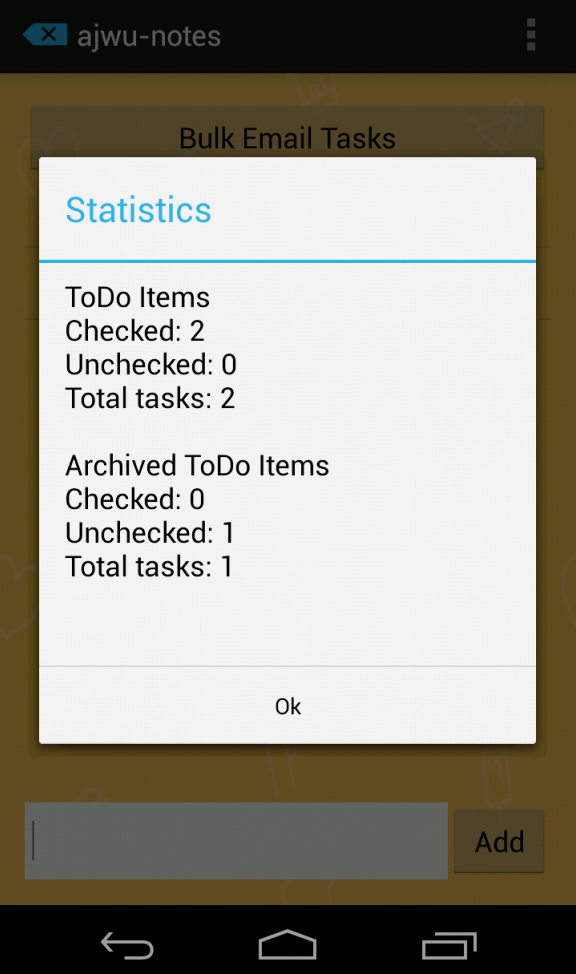 ajwu-notes
Bulk Email Tasks
Statistics
ToDo Items
Checked: 2
Unchecked: 0
Total tasks: 2
Archived ToDo Items
Checked: 0
Unchecked: 1
Total tasks: 1
Ok
Add